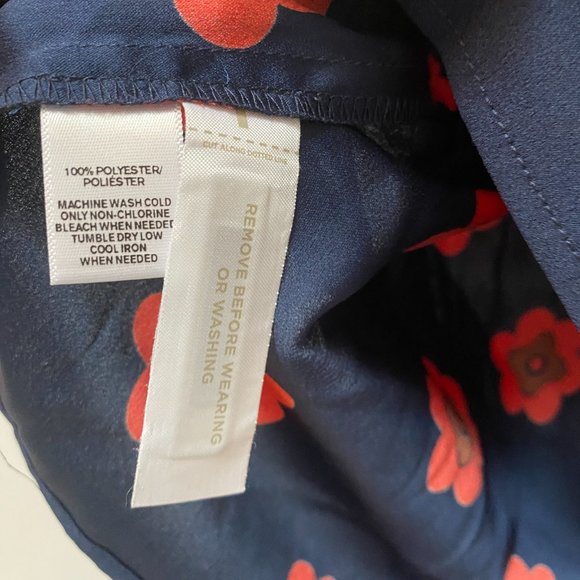 100% POLYESTER/
POLIÉSTER
MACHINE WASH COLD
ONLY NON-CHLORINE
BLEACH WHEN NEEDED
TUMBLE DRY LOW
COOL IRON
WHEN NEEDED
CUT ALONG DOTTED LINE
REMOVE BEFORE WEARING
OR WASHING